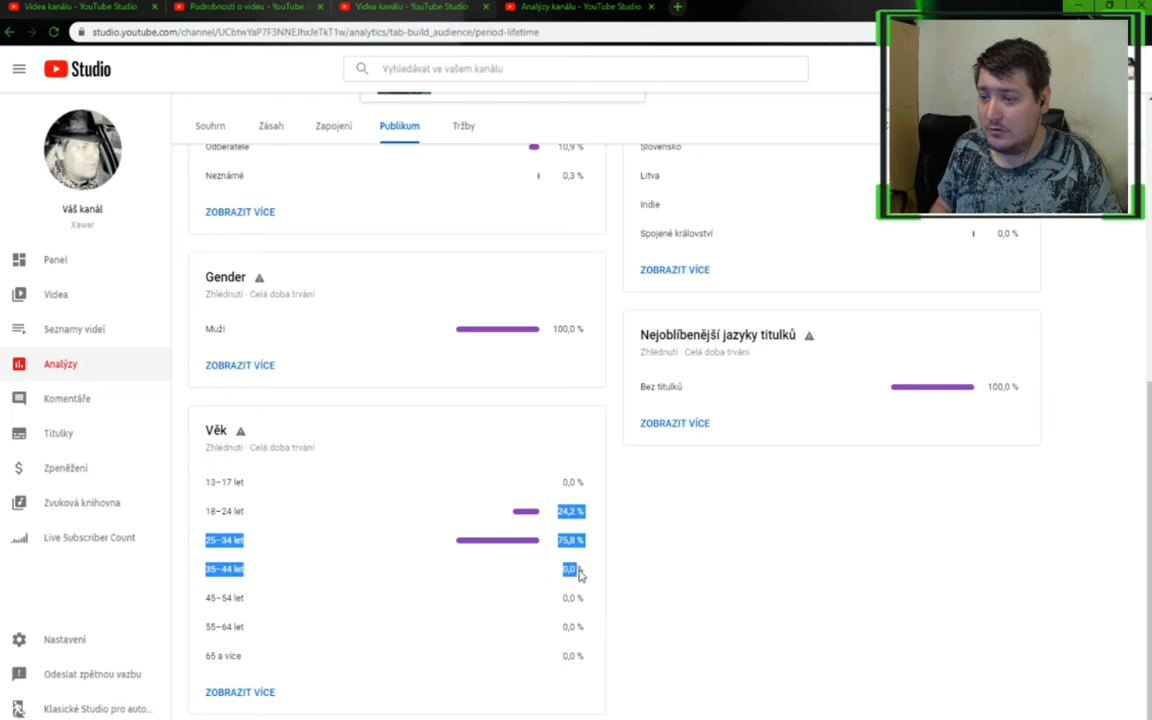 Videa kanálu - YouTube Studio
Podrobnosti o videu - YouTube S
Videa kanálu - YouTube Studio
Analýzy kanálu - YouTube Studio
studio.youtube.com/channel/UCbtwYaP7F3NNEJhxJeTkT1w/analytics/tab-build_audience/period-lifetime
Studio
Vyhledávat ve vašem kanálu
Souhrn
Zásah
Zapojení
Publikum
Tržby
Váš kanál
Xawer
Panel
Videa
Seznamy videí
Analýzy
Komentáře
Titulky
Zpeněžení
Zvuková knihovna
Live Subscriber Count
Nastavení
Odeslat zpětnou vazbu
Klasické Studio pro auto...
Odběratelé 10,9 %
Neznámé 0,3 %
ZOBRAZIT VÍCE
Gender
Zhlédnutí · Celá doba trvání
Muži 100,0 %
ZOBRAZIT VÍCE
Věk
Zhlédnutí · Celá doba trvání
13–17 let 0,0 %
18–24 let 24,2 %
25–34 let 75,8 %
35–44 let 0,0 %
45–54 let 0,0 %
55–64 let 0,0 %
65 a více 0,0 %
ZOBRAZIT VÍCE
Slovensko
Litva
Indie
Spojené království 0,0 %
ZOBRAZIT VÍCE
Nejoblíbenější jazyky titulků
Zhlédnutí · Celá doba trvání
Bez titulků 100,0 %
ZOBRAZIT VÍCE